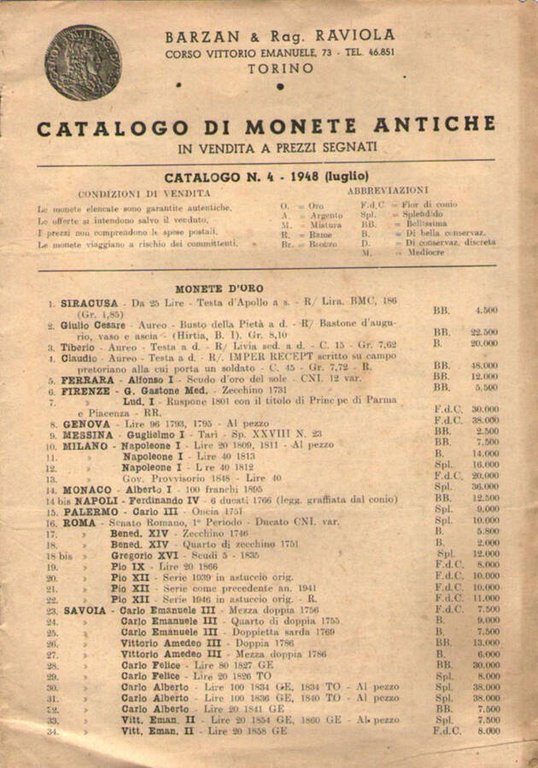 BARZAN & Rag. RAVIOLA
CORSO VITTORIO EMANUELE, 73 - TEL. 46.851
TORINO
CATALOGO DI MONETE ANTICHE
IN VENDITA A PREZZI SEGNATI
CATALOGO N. 4 - 1948 (luglio)
CONDIZIONI DI VENDITA
Le monete elencate sono garantite autentiche.
Le offerte si intendono salvo il venduto.
I prezzi non comprendono le spese postali.
Le monete viaggiano a rischio dei committenti.
ABBREVIAZIONI
O. = Oro F.d.C. = Fior di conio
A. = Argento Spl. = Splendido
M. = Mistura BB. = Bellissima
R. = Rame B. = Di bella conservaz.
Br. = Bronzo D. = Di conservaz. discreta
M. = Mediocre
MONETE D'ORO
1. SIRACUSA - Da 25 Lire - Testa d'Apollo a s. - R/ Lira. BMC, 186
(Gr. 4,85) BB. 4.500
2. Giulio Cesare - Aureo - Busto della Pietà a d. - R/ Bastone d'augu-
rio, vaso e ascia - (Hirtia, B. I). Gr. 8,10 BB. 22.500
3. Tiberio - Aureo - Testa a d. - R/ Livia sed. a d. - C. 15 - Gr. 7,62 B. 20.000
4. Claudio - Aureo - Testa a d. - R/. IMPER RECEPT scritto su campo
pretoriano alla cui porta un soldato - C. 45 - Gr. 7,72 - R. BB. 48.000
5. FERRARA - Alfonso I - Scudo d'oro del sole - CNI. 12 var. BB. 12.000
6. FIRENZE - G. Gastone Med. - Zecchino 1731 BB. 5.500
7. » Lud. I - Ruspone 1801 con il titolo di Principe di Parma
e Piacenza - RR. F.d.C. 30.000
8. GENOVA - Lire 96 1793, 1795 - Al pezzo F.d.C. 38.000
9. MESSINA - Guglielmo I - Tarì - Sp. XXVIII N. 23 BB. 2.500
10. MILANO - Napoleone I - Lire 20 1809, 1811 - Al pezzo BB. 7.500
11. » Napoleone I - Lire 40 1813 B. 14.000
12. » Napoleone I - Lire 40 1812 Spl. 16.000
13. » Gov. Provvisorio 1848 - Lire 40 F.d.C. 20.000
14. MONACO - Alberto I - 100 franchi 1895 Spl. 36.000
14 bis NAPOLI - Ferdinando IV - 6 ducati 1766 (legg. graffiata dal conio) BB. 12.500
15. PALERMO - Carlo III - Oncia 1751 Spl. 9.000
16. ROMA - Senato Romano, 1º Periodo - Ducato CNI. var. Spl. 10.000
17. » Bened. XIV - Zecchino 1746 B. 5.800
18. » Bened. XIV - Quarto di zecchino 1751 B. 2.000
18 bis » Gregorio XVI - Scudi 5 - 1835 Spl. 12.000
19. » Pio IX - Lire 20 1866 F.d.C. 8.000
20. » Pio XII - Serie 1939 in astuccio orig. F.d.C. 10.000
21. » Pio XII - Serie come precedente an. 1941 F.d.C. 10.000
22. » Pio XII - Serie 1946 in astuccio orig. - R. F.d.C. 11.000
23. SAVOIA - Carlo Emanuele III - Mezza doppia 1756 F.d.C. 7.500
24. » Carlo Emanuele III - Quarto di doppia 1755 B. 9.000
25. » Carlo Emanuele III - Doppietta sarda 1769 B. 7.500
26. » Vittorio Amedeo III - Doppia 1786 BB. 13.000
27. » Vittorio Amedeo III - Mezza doppia 1786 B. 6.000
28. » Carlo Felice - Lire 80 1827 GE BB. 30.000
29. » Carlo Felice - Lire 20 1826 TO Spl. 8.000
30. » Carlo Alberto - Lire 100 1834 GE, 1834 TO - Al pezzo Spl. 38.000
31. » Carlo Alberto - Lire 100 1836 GE, 1840 TO - Al pezzo Spl. 38.000
32. » Carlo Alberto - Lire 20 1841 GE BB. 7.500
33. » Vitt. Eman. II - Lire 20 1854 GE, 1860 GE - Al pezzo Spl. 7.500
34. » Vitt. Eman. II - Lire 20 1858 GE F.d.C. 8.000